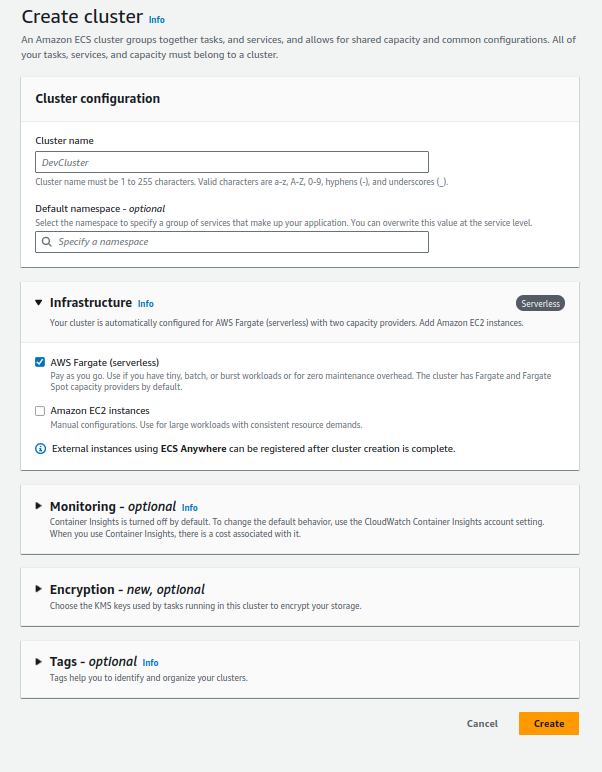 Create cluster Info
An Amazon ECS cluster groups together tasks, and services, and allows for shared capacity and common configurations. All of
your tasks, services, and capacity must belong to a cluster.
Cluster configuration
Cluster name
DevCluster
Cluster name must be 1 to 255 characters. Valid characters are a-z, A-Z, 0-9, hyphens (-), and underscores (_).
Default namespace - optional
Select the namespace to specify a group of services that make up your application. You can overwrite this value at the service level.
Specify a namespace
Infrastructure Info Serverless
Your cluster is automatically configured for AWS Fargate (serverless) with two capacity providers. Add Amazon EC2 instances.
AWS Fargate (serverless)
Pay as you go. Use if you have tiny, batch, or burst workloads or for zero maintenance overhead. The cluster has Fargate and Fargate
Spot capacity providers by default.
Amazon EC2 instances
Manual configurations. Use for large workloads with consistent resource demands.
External instances using ECS Anywhere can be registered after cluster creation is complete.
Monitoring - optional Info
Container Insights is turned off by default. To change the default behavior, use the CloudWatch Container Insights account setting.
When you use Container Insights, there is a cost associated with it.
Encryption - new, optional
Choose the KMS keys used by tasks running in this cluster to encrypt your storage.
Tags - optional Info
Tags help you to identify and organize your clusters.
Cancel Create